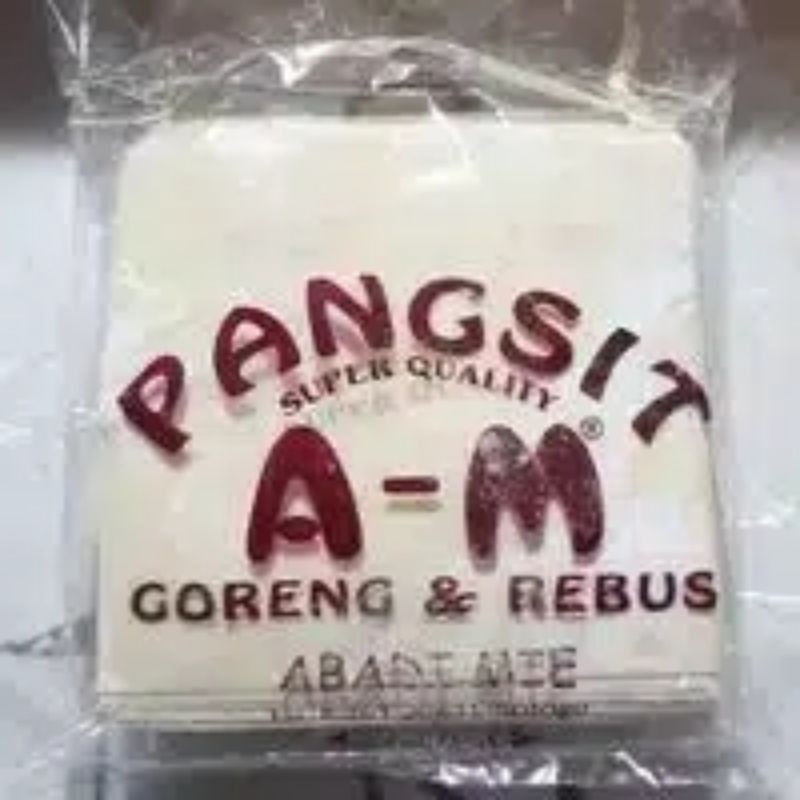 PANGSIT
SUPER QUALITY
A-M®
GORENG & REBUS
ABADI MIE